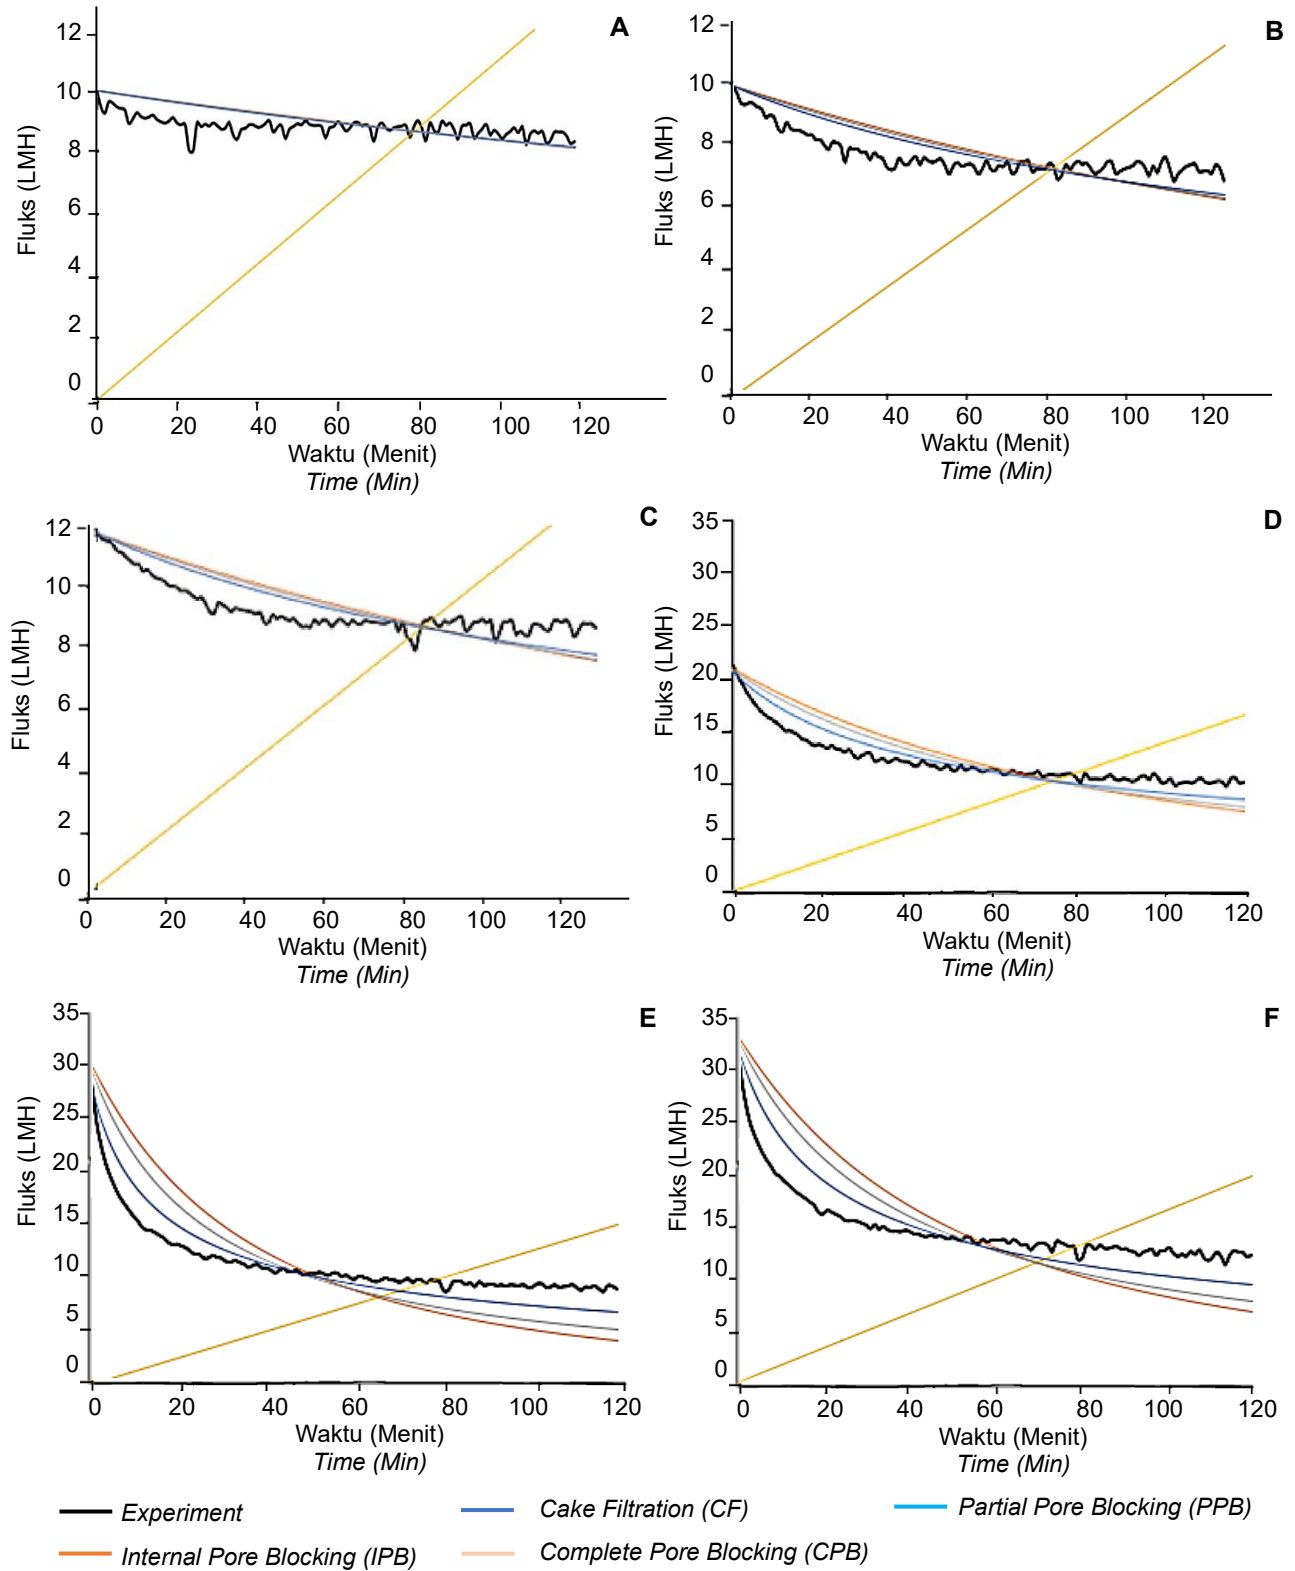 A
12
10
8
6
4
2
0
Fluks (LMH)
0 20 40 60 80 100 120
Waktu (Menit)
Time (Min)
B
12
10
8
6
4
2
0
Fluks (LMH)
0 20 40 60 80 100 120
Waktu (Menit)
Time (Min)
C
12
10
8
6
4
2
0
Fluks (LMH)
0 20 40 60 80 100 120
Waktu (Menit)
Time (Min)
D
35
30
25
20
15
10
5
0
Fluks (LMH)
0 20 40 60 80 100 120
Waktu (Menit)
Time (Min)
E
35
30
25
20
15
10
5
0
Fluks (LMH)
0 20 40 60 80 100 120
Waktu (Menit)
Time (Min)
F
35
30
25
20
15
10
5
0
Fluks (LMH)
0 20 40 60 80 100 120
Waktu (Menit)
Time (Min)
Experiment
Cake Filtration (CF)
Partial Pore Blocking (PPB)
Internal Pore Blocking (IPB)
Complete Pore Blocking (CPB)